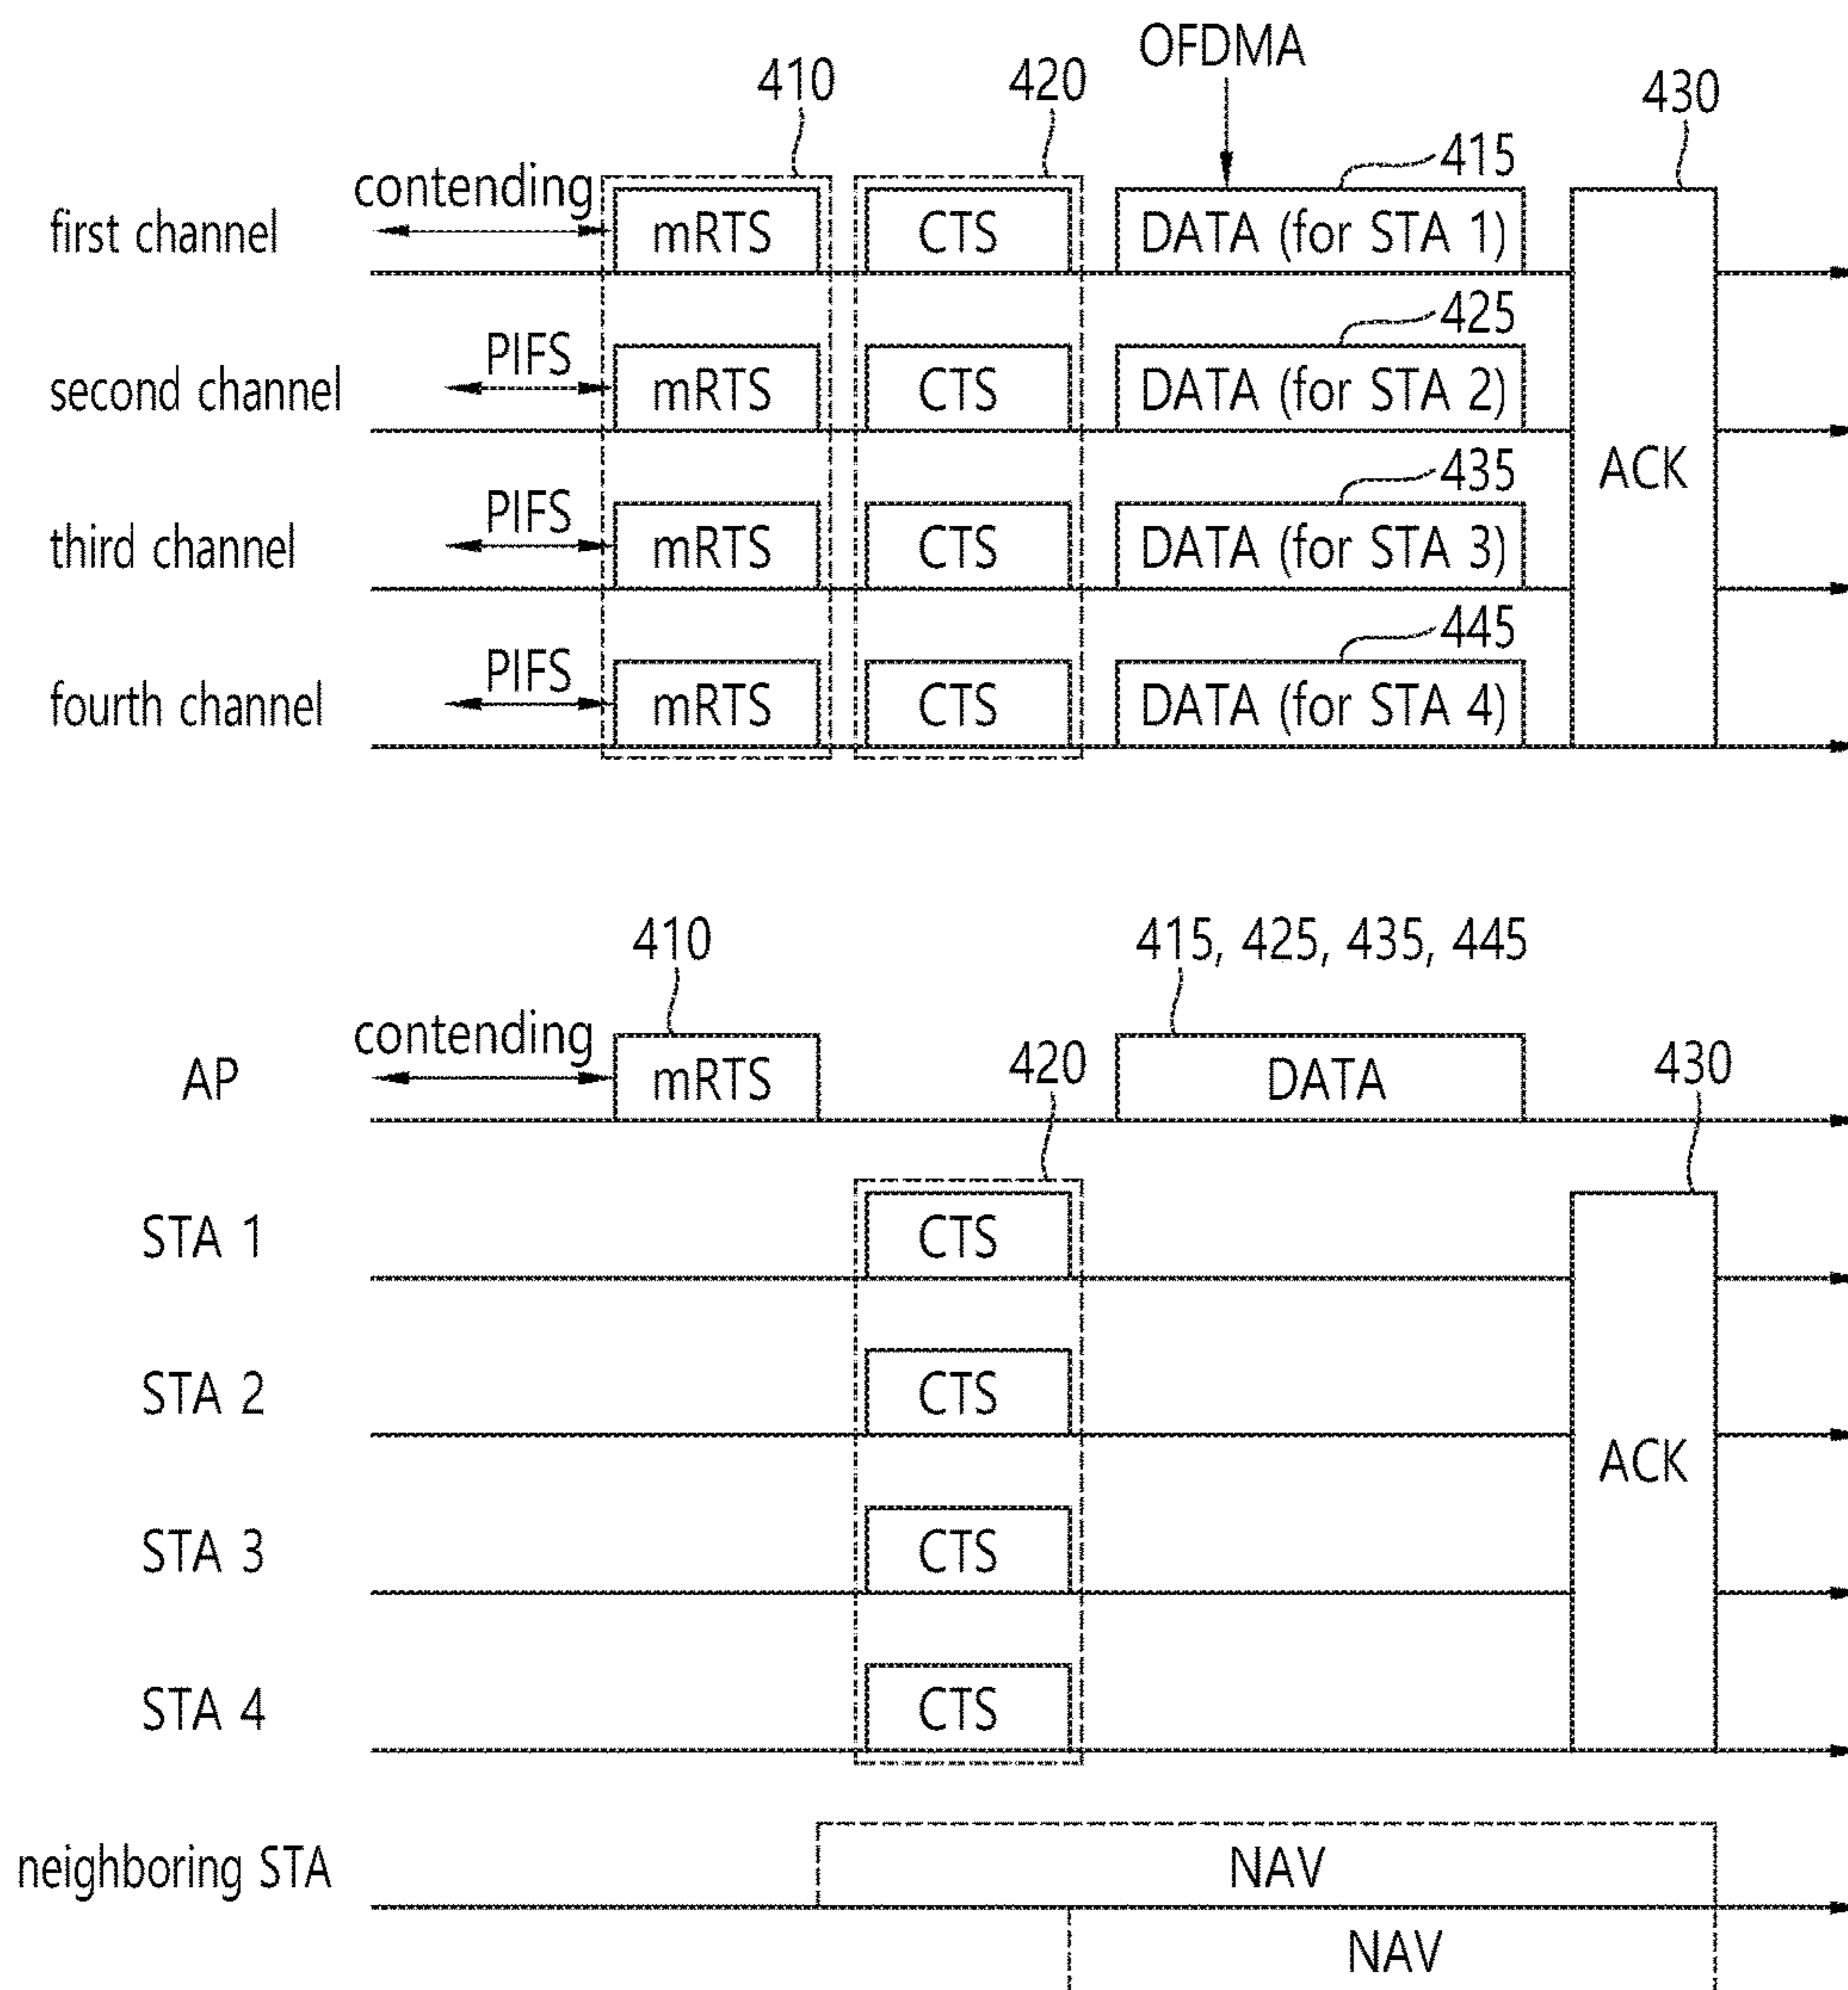 OFDMA
410
420
430
415
contending
first channel
mRTS
CTS
DATA (for STA 1)
425
PIFS
second channel
mRTS
CTS
DATA (for STA 2)
435
ACK
PIFS
third channel
mRTS
CTS
DATA (for STA 3)
445
PIFS
fourth channel
mRTS
CTS
DATA (for STA 4)
410
415, 425, 435, 445
contending
420
430
AP
mRTS
DATA
STA 1
CTS
STA 2
CTS
ACK
STA 3
CTS
STA 4
CTS
neighboring STA
NAV
NAV